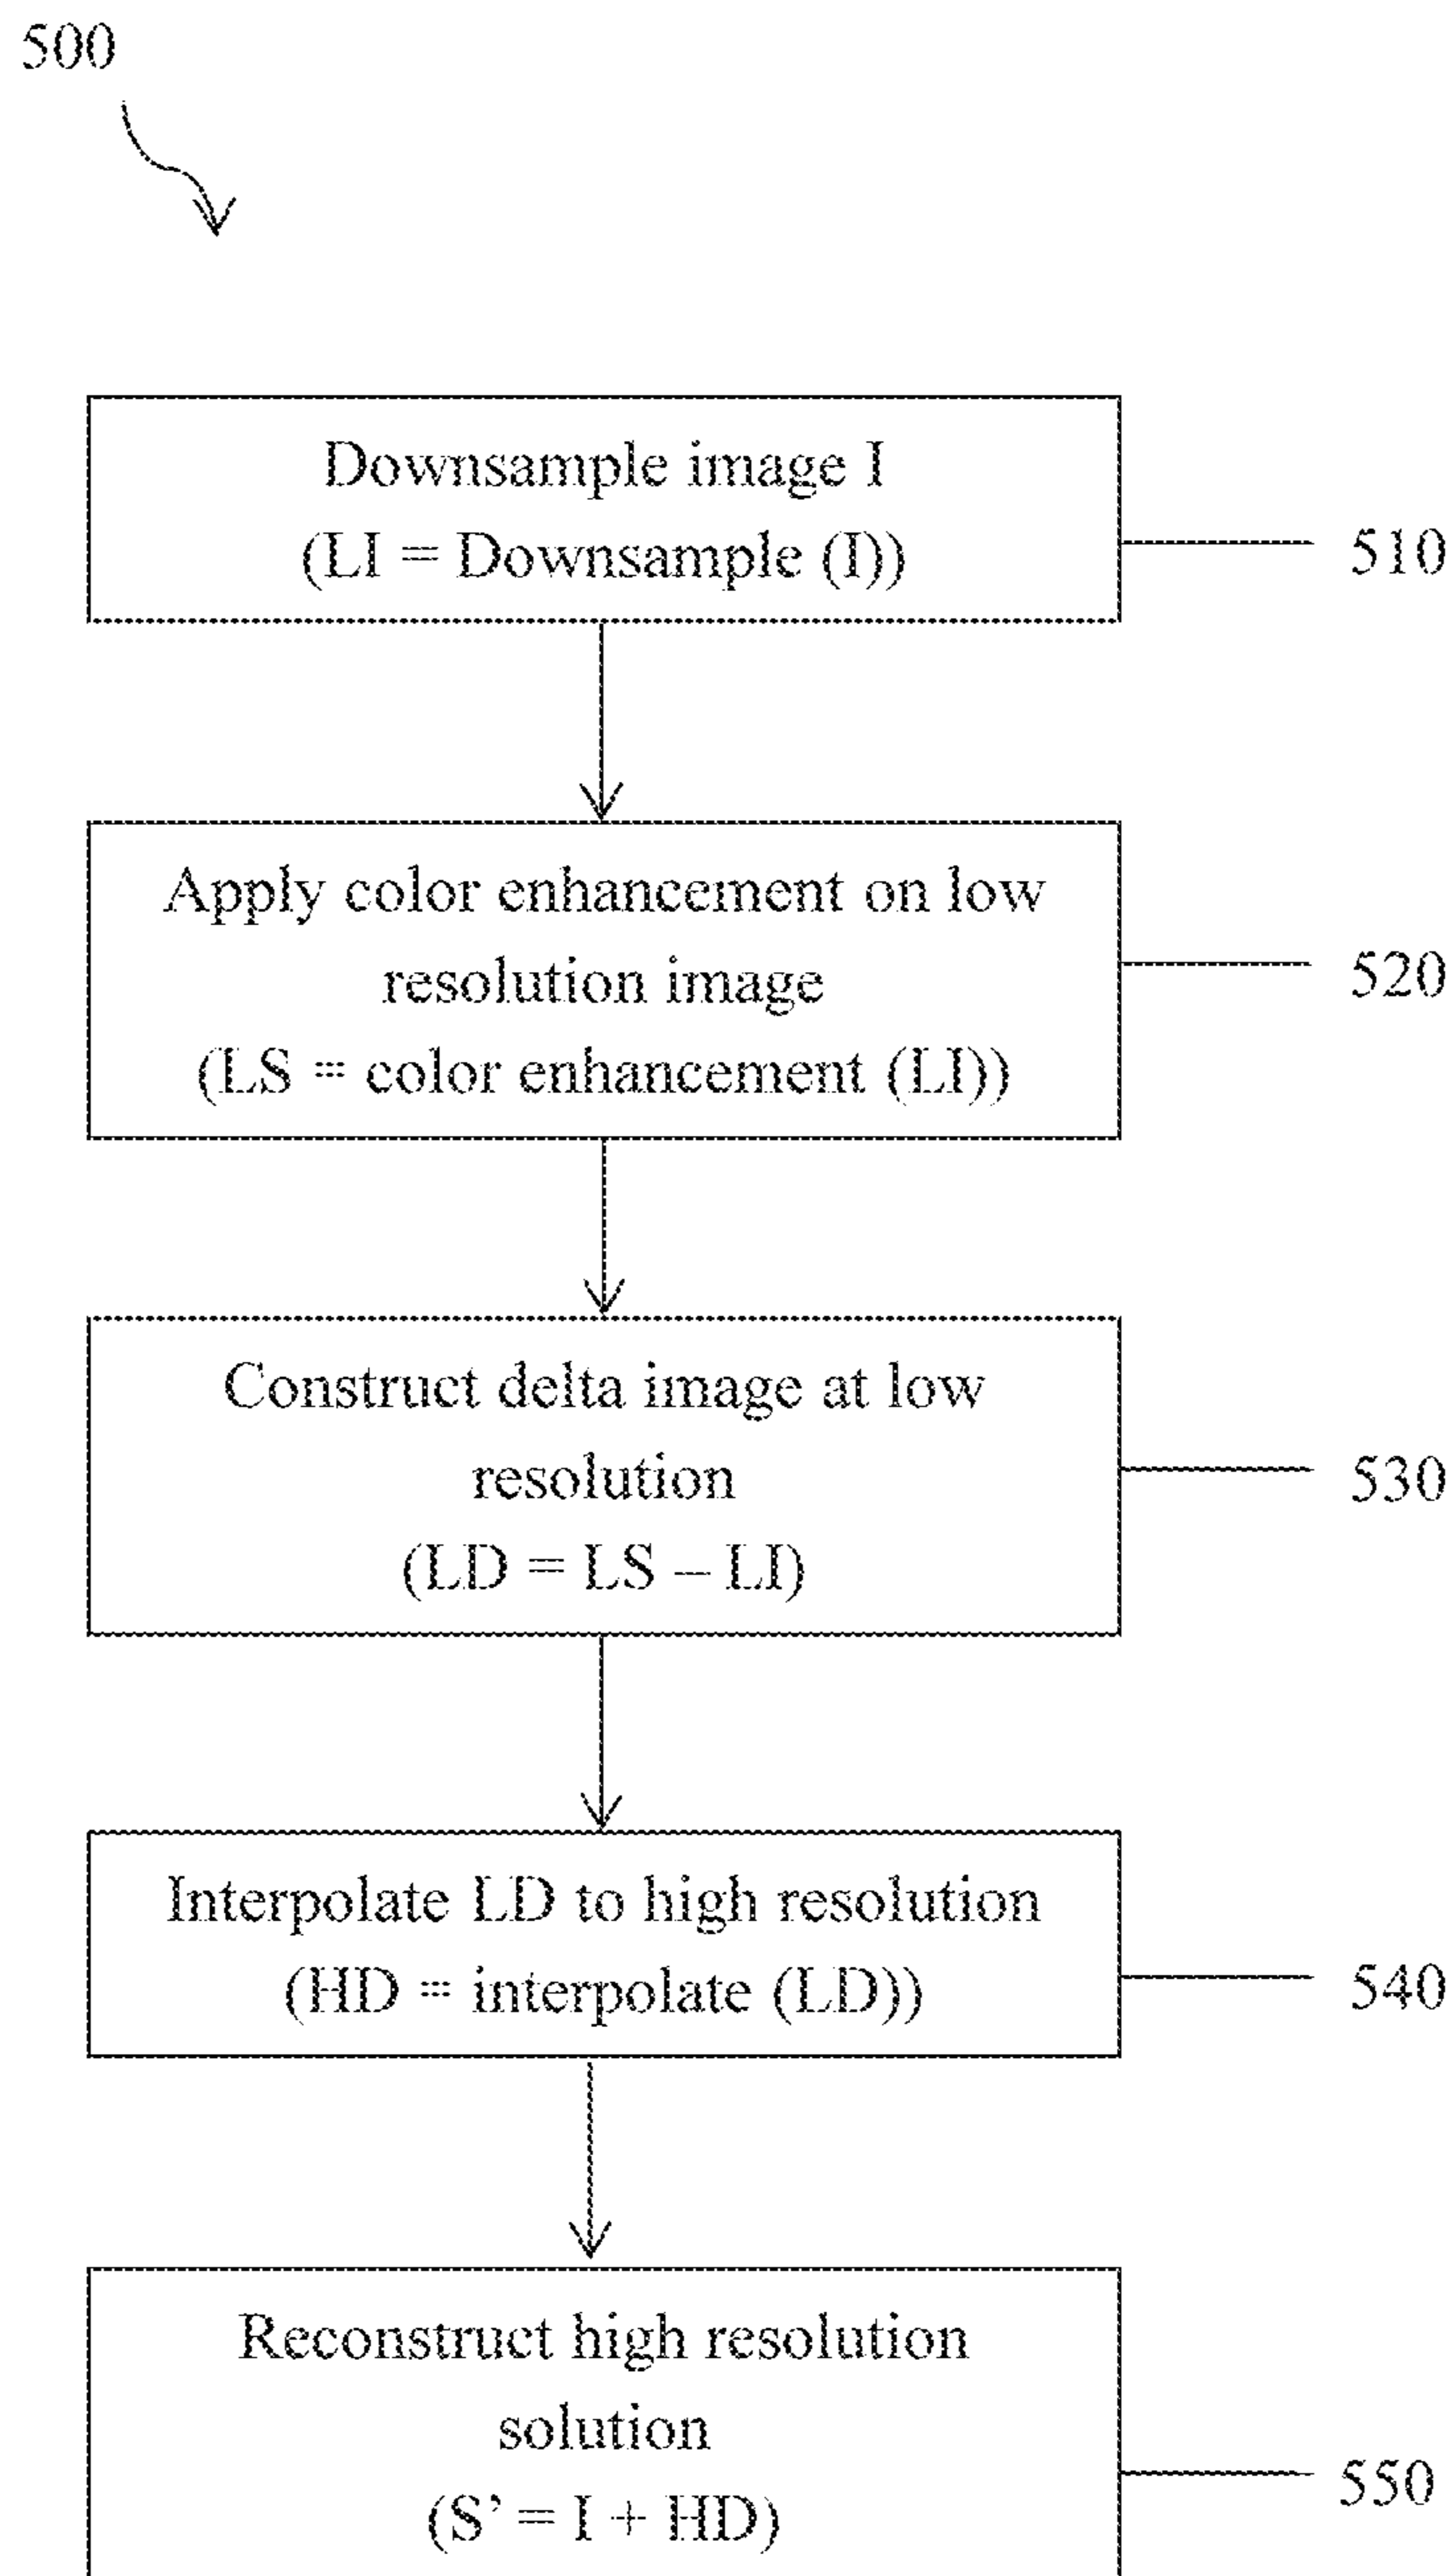 500
Downsample image I
(LI = Downsample (I))
510
Apply color enhancement on low
resolution image
(LS = color enhancement (LI))
520
Construct delta image at low
resolution
(LD = LS – LI)
530
Interpolate LD to high resolution
(HD = interpolate (LD))
540
Reconstruct high resolution
solution
(S’ = I + HD)
550